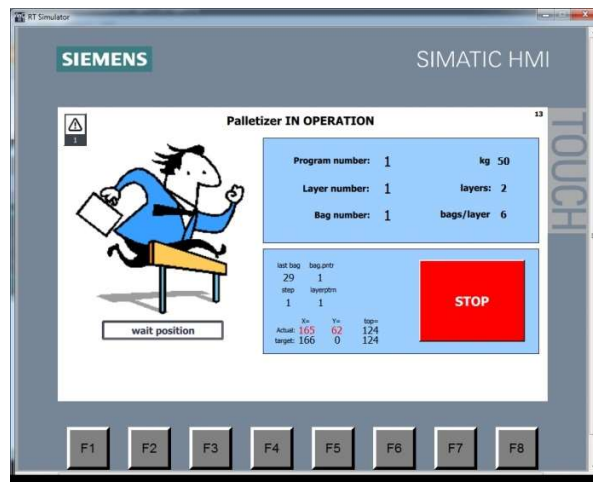 RT Simulator
SIEMENS
SIMATIC HMI
TOUCH
13
1
Palletizer IN OPERATION
Program number: 1 kg 50
Layer number: 1 layers: 2
Bag number: 1 bags/layer 6
last bag bag.pntr
29 1
step layerptrn
1 1
X= Y= top=
Actual: 165 62 124
target: 166 0 124
STOP
wait position
F1 F2 F3 F4 F5 F6 F7 F8